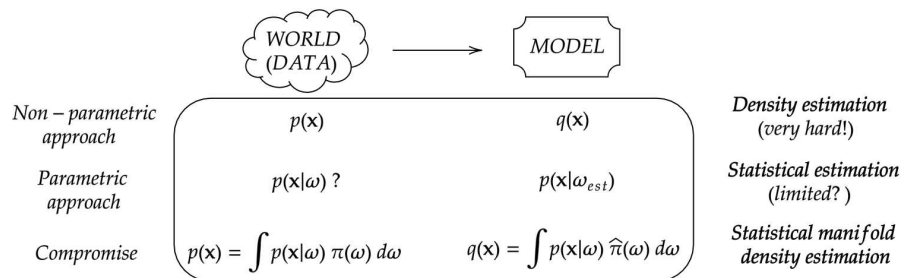 WORLD
(DATA)
MODEL
Non − parametric
approach
p(x)
q(x)
Density estimation
(very hard!)
Parametric
approach
p(x|ω) ?
p(x|ω_est)
Statistical estimation
(limited? )
Compromise
p(x) = ∫ p(x|ω) π(ω) dω
q(x) = ∫ p(x|ω) π̂(ω) dω
Statistical manifold
density estimation